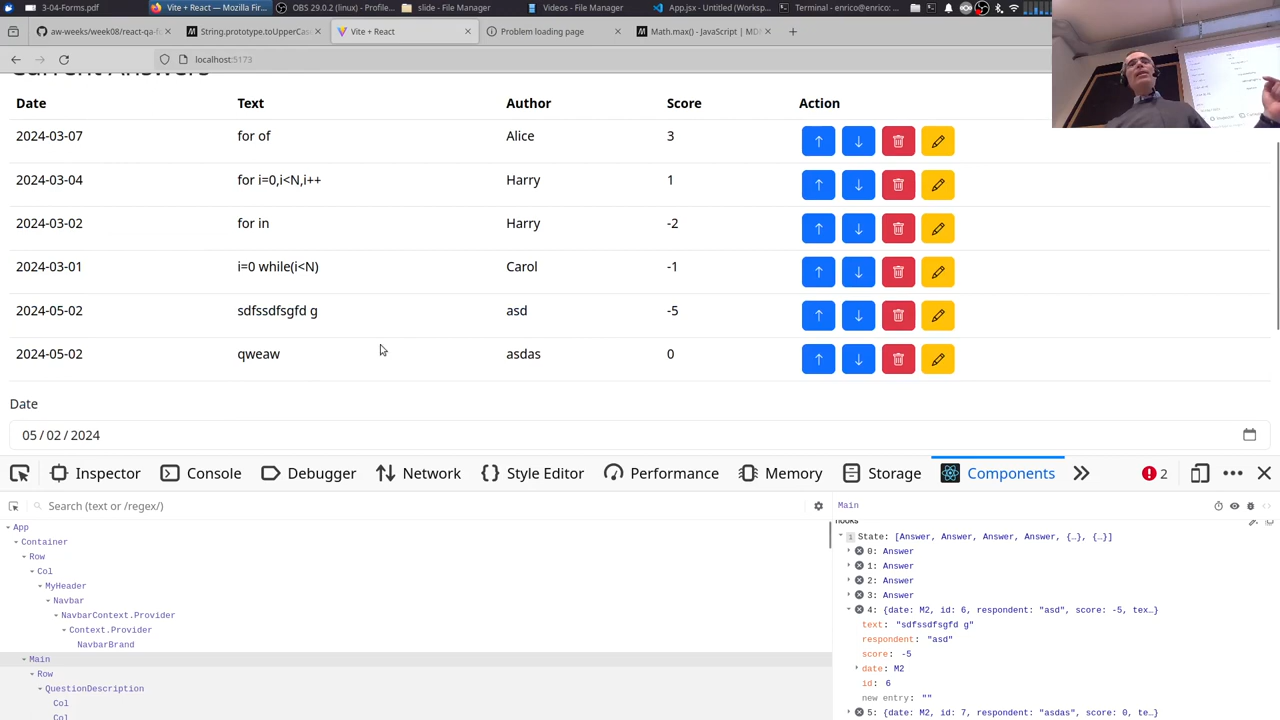 3-04-Forms.pdf
Vite + React — Mozilla Fir...
OBS 29.0.2 (linux) - Profile...
slide - File Manager
Videos - File Manager
App.jsx - Untitled (Worksp...
Terminal - enrico@enrico: ...
aw-weeks/week08/react-qa-f
String.prototype.toUpperCas
Vite + React
Problem loading page
Math.max() - JavaScript | MD
localhost:5173
Current Answers
Date Text Author Score Action
2024-03-07 for of Alice 3
2024-03-04 for i=0,i<N,i++ Harry 1
2024-03-02 for in Harry -2
2024-03-01 i=0 while(i<N) Carol -1
2024-05-02 sdfssdfsgfd g asd -5
2024-05-02 qweaw asdas 0
Date
05 / 02 / 2024
Inspector Console Debugger Network Style Editor Performance Memory Storage Components 2
Search (text or /regex/)
App
Container
Row
Col
MyHeader
Navbar
NavbarContext.Provider
Context.Provider
NavbarBrand
Main
Row
QuestionDescription
Col
Col
Main
hooks
1 State: [Answer, Answer, Answer, Answer, {…}, {…}]
0: Answer
1: Answer
2: Answer
3: Answer
4: {date: M2, id: 6, respondent: "asd", score: -5, tex…}
text: "sdfssdfsgfd g"
respondent: "asd"
score: -5
date: M2
id: 6
new entry: ""
5: {date: M2, id: 7, respondent: "asdas", score: 0, te…}